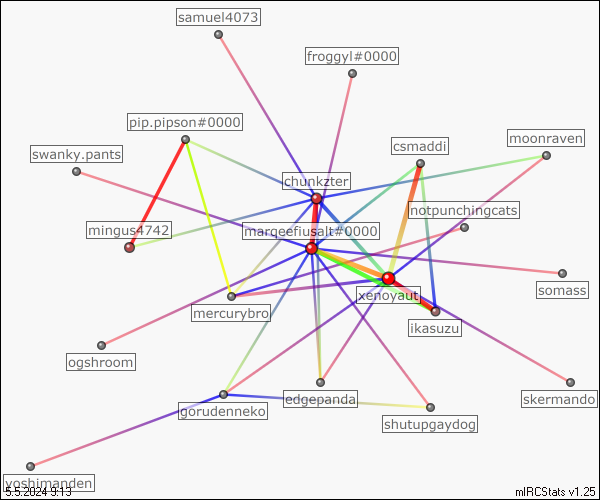 samuel4073
froggyl#0000
pip.pipson#0000
csmaddi
moonraven
swanky.pants
chunkzter
notpunchingcats
mingus4742
marqeefiusalt#0000
xenoyaut
somass
mercurybro
ikasuzu
ogshroom
skermando
edgepanda
gorudenneko
shutupgaydog
yoshimanden
5.5.2024 9:13
mIRCStats v1.25